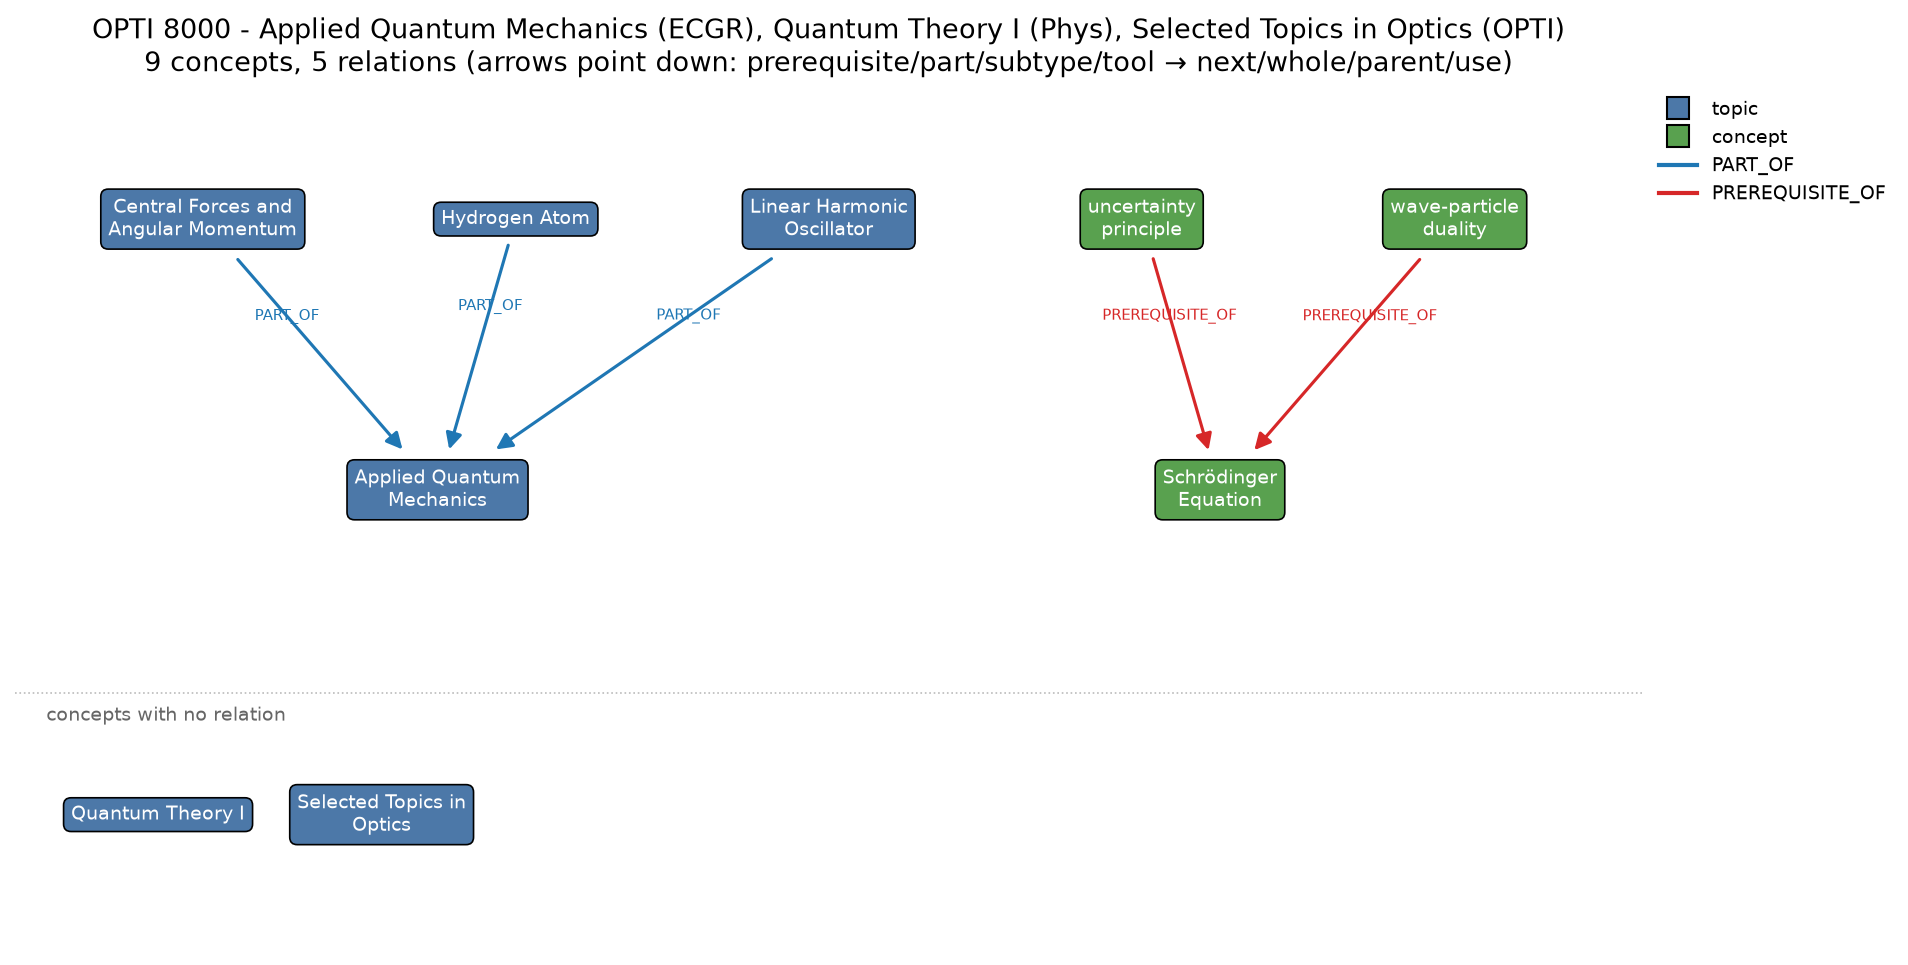 OPTI 8000 - Applied Quantum Mechanics (ECGR), Quantum Theory I (Phys), Selected Topics in Optics (OPTI)
9 concepts, 5 relations (arrows point down: prerequisite/part/subtype/tool → next/whole/parent/use)
topic
concept
PART_OF
PREREQUISITE_OF
Central Forces and
Angular Momentum
Hydrogen Atom
Linear Harmonic
Oscillator
uncertainty
principle
wave-particle
duality
PART_OF
PART_OF
PART_OF
PREREQUISITE_OF
PREREQUISITE_OF
Applied Quantum
Mechanics
Schrödinger
Equation
concepts with no relation
Quantum Theory I
Selected Topics in
Optics